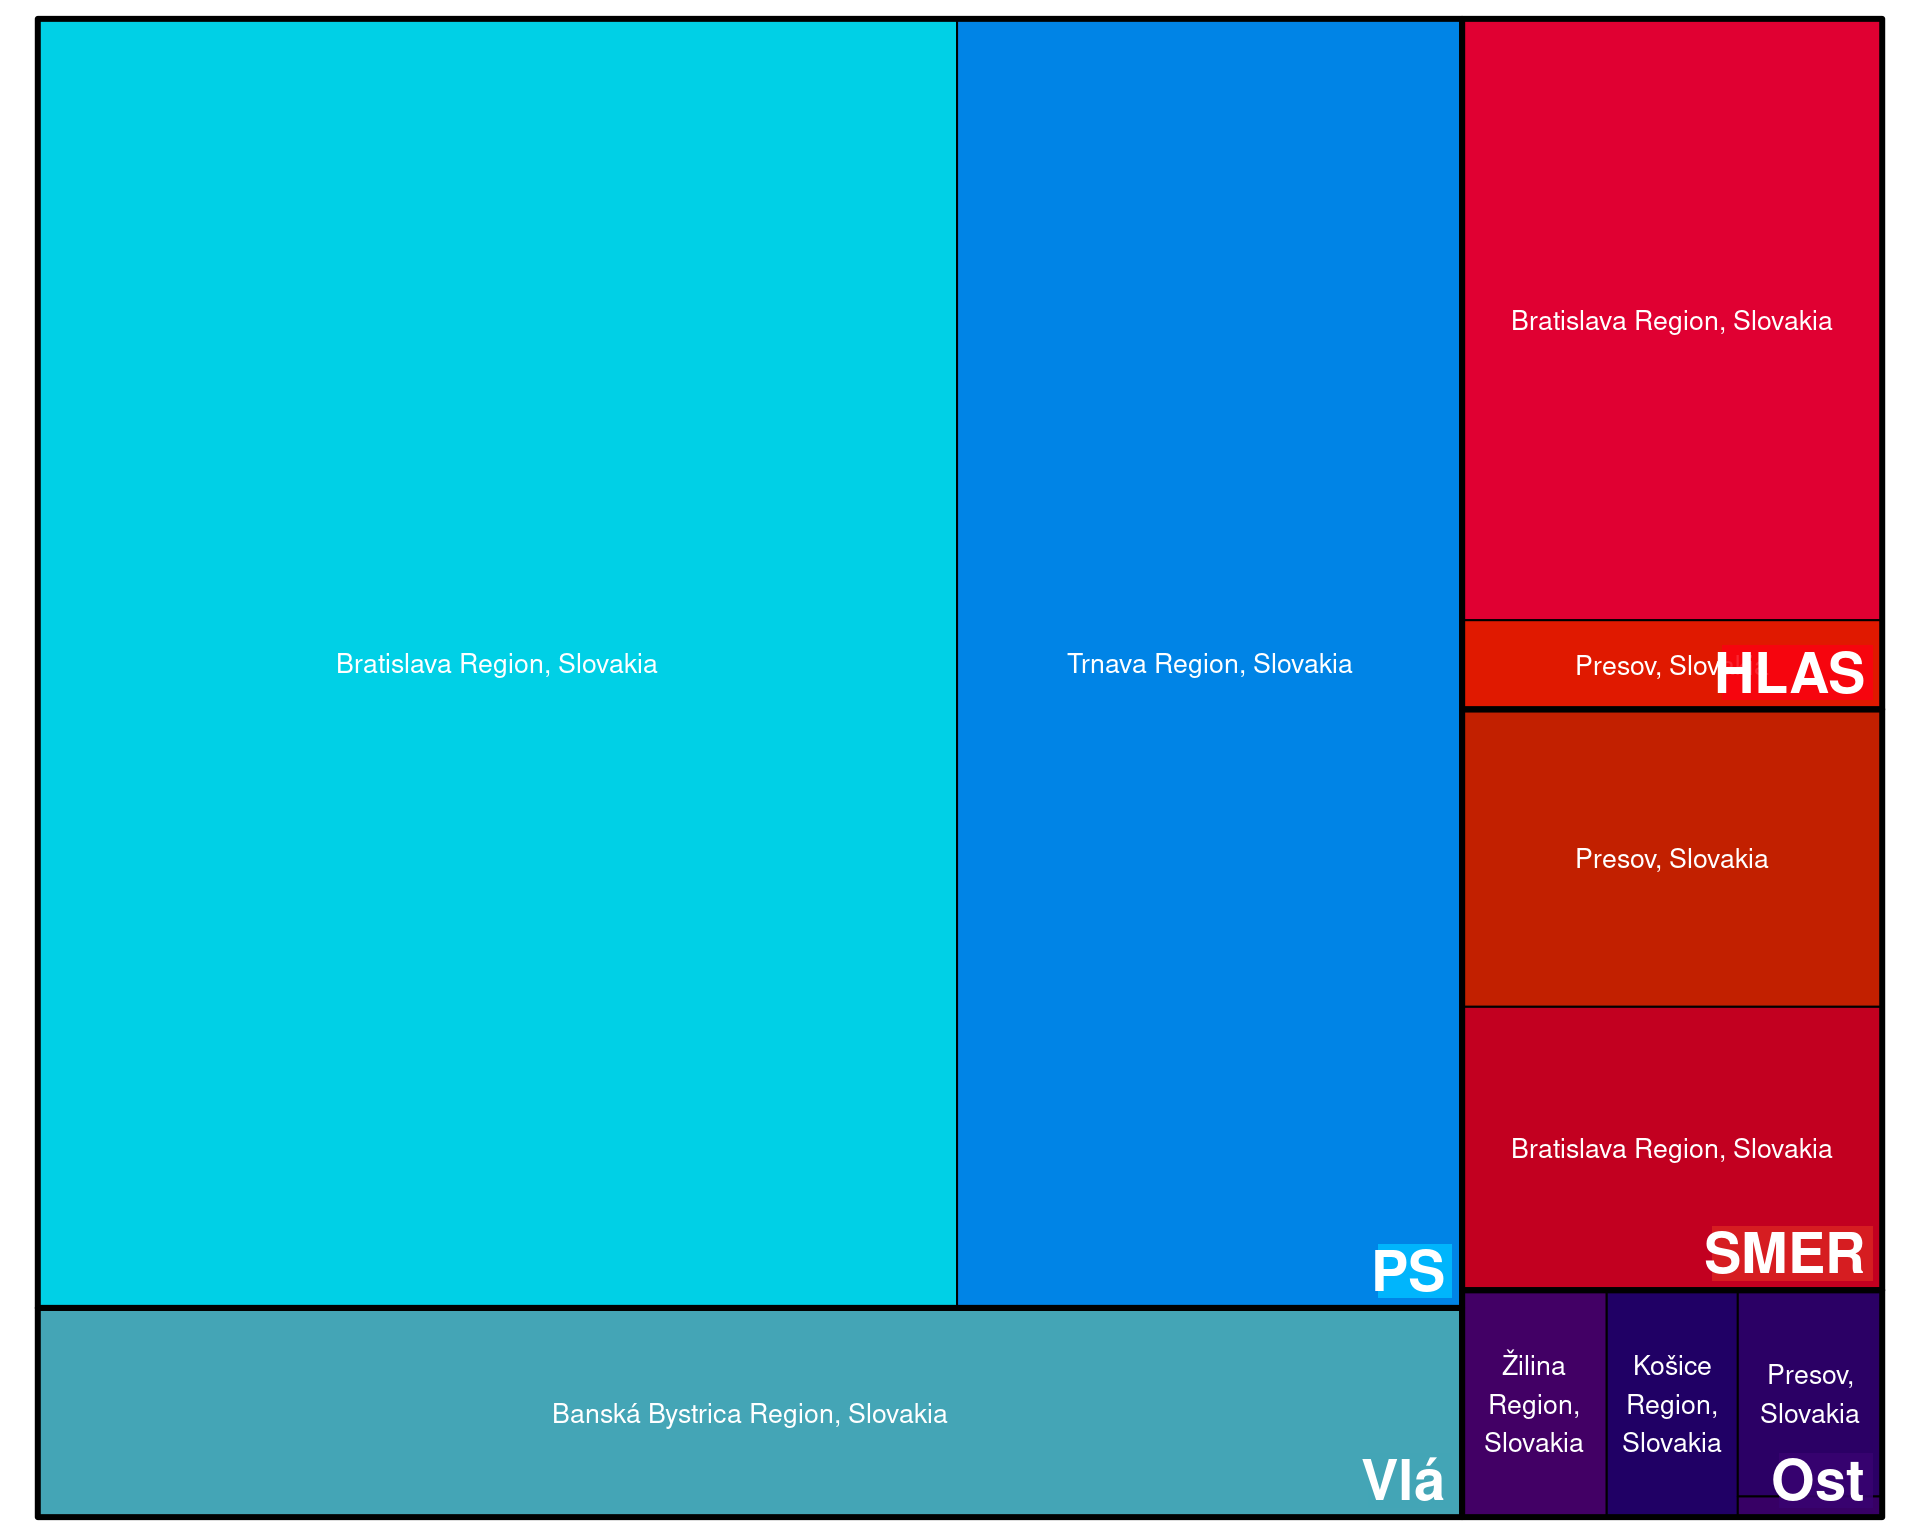 Bratislava Region, Slovakia
Trnava Region, Slovakia
PS
Banská Bystrica Region, Slovakia
Vlá
Bratislava Region, Slovakia
Presov, Slov
HLAS
Presov, Slovakia
Bratislava Region, Slovakia
SMER
Žilina
Region,
Slovakia
Košice
Region,
Slovakia
Presov,
Slovakia
Ost